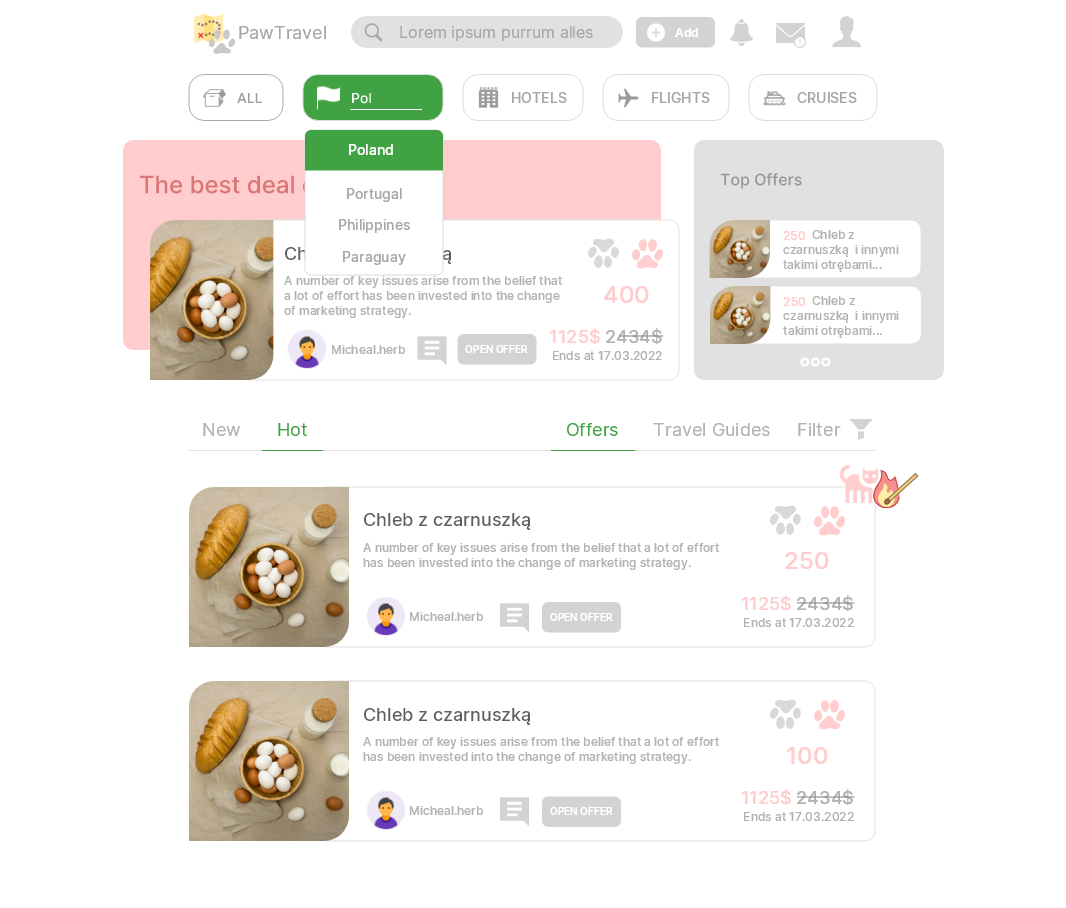 PawTravel
Lorem ipsum purrum alles
Add
ALL
Pol
HOTELS
FLIGHTS
CRUISES
Poland
Portugal
Philippines
Paraguay
The best deal
Top Offers
250 Chleb z
czarnuszką i innymi
takimi otrębami...
250 Chleb z
czarnuszką i innymi
takimi otrębami...
A number of key issues arise from the belief that
a lot of effort has been invested into the change
of marketing strategy.
400
1125$ 2434$
Ends at 17.03.2022
Micheal.herb
OPEN OFFER
New
Hot
Offers
Travel Guides
Filter
Chleb z czarnuszką
A number of key issues arise from the belief that a lot of effort
has been invested into the change of marketing strategy.
250
1125$ 2434$
Ends at 17.03.2022
Micheal.herb
OPEN OFFER
Chleb z czarnuszką
A number of key issues arise from the belief that a lot of effort
has been invested into the change of marketing strategy.
100
1125$ 2434$
Ends at 17.03.2022
Micheal.herb
OPEN OFFER